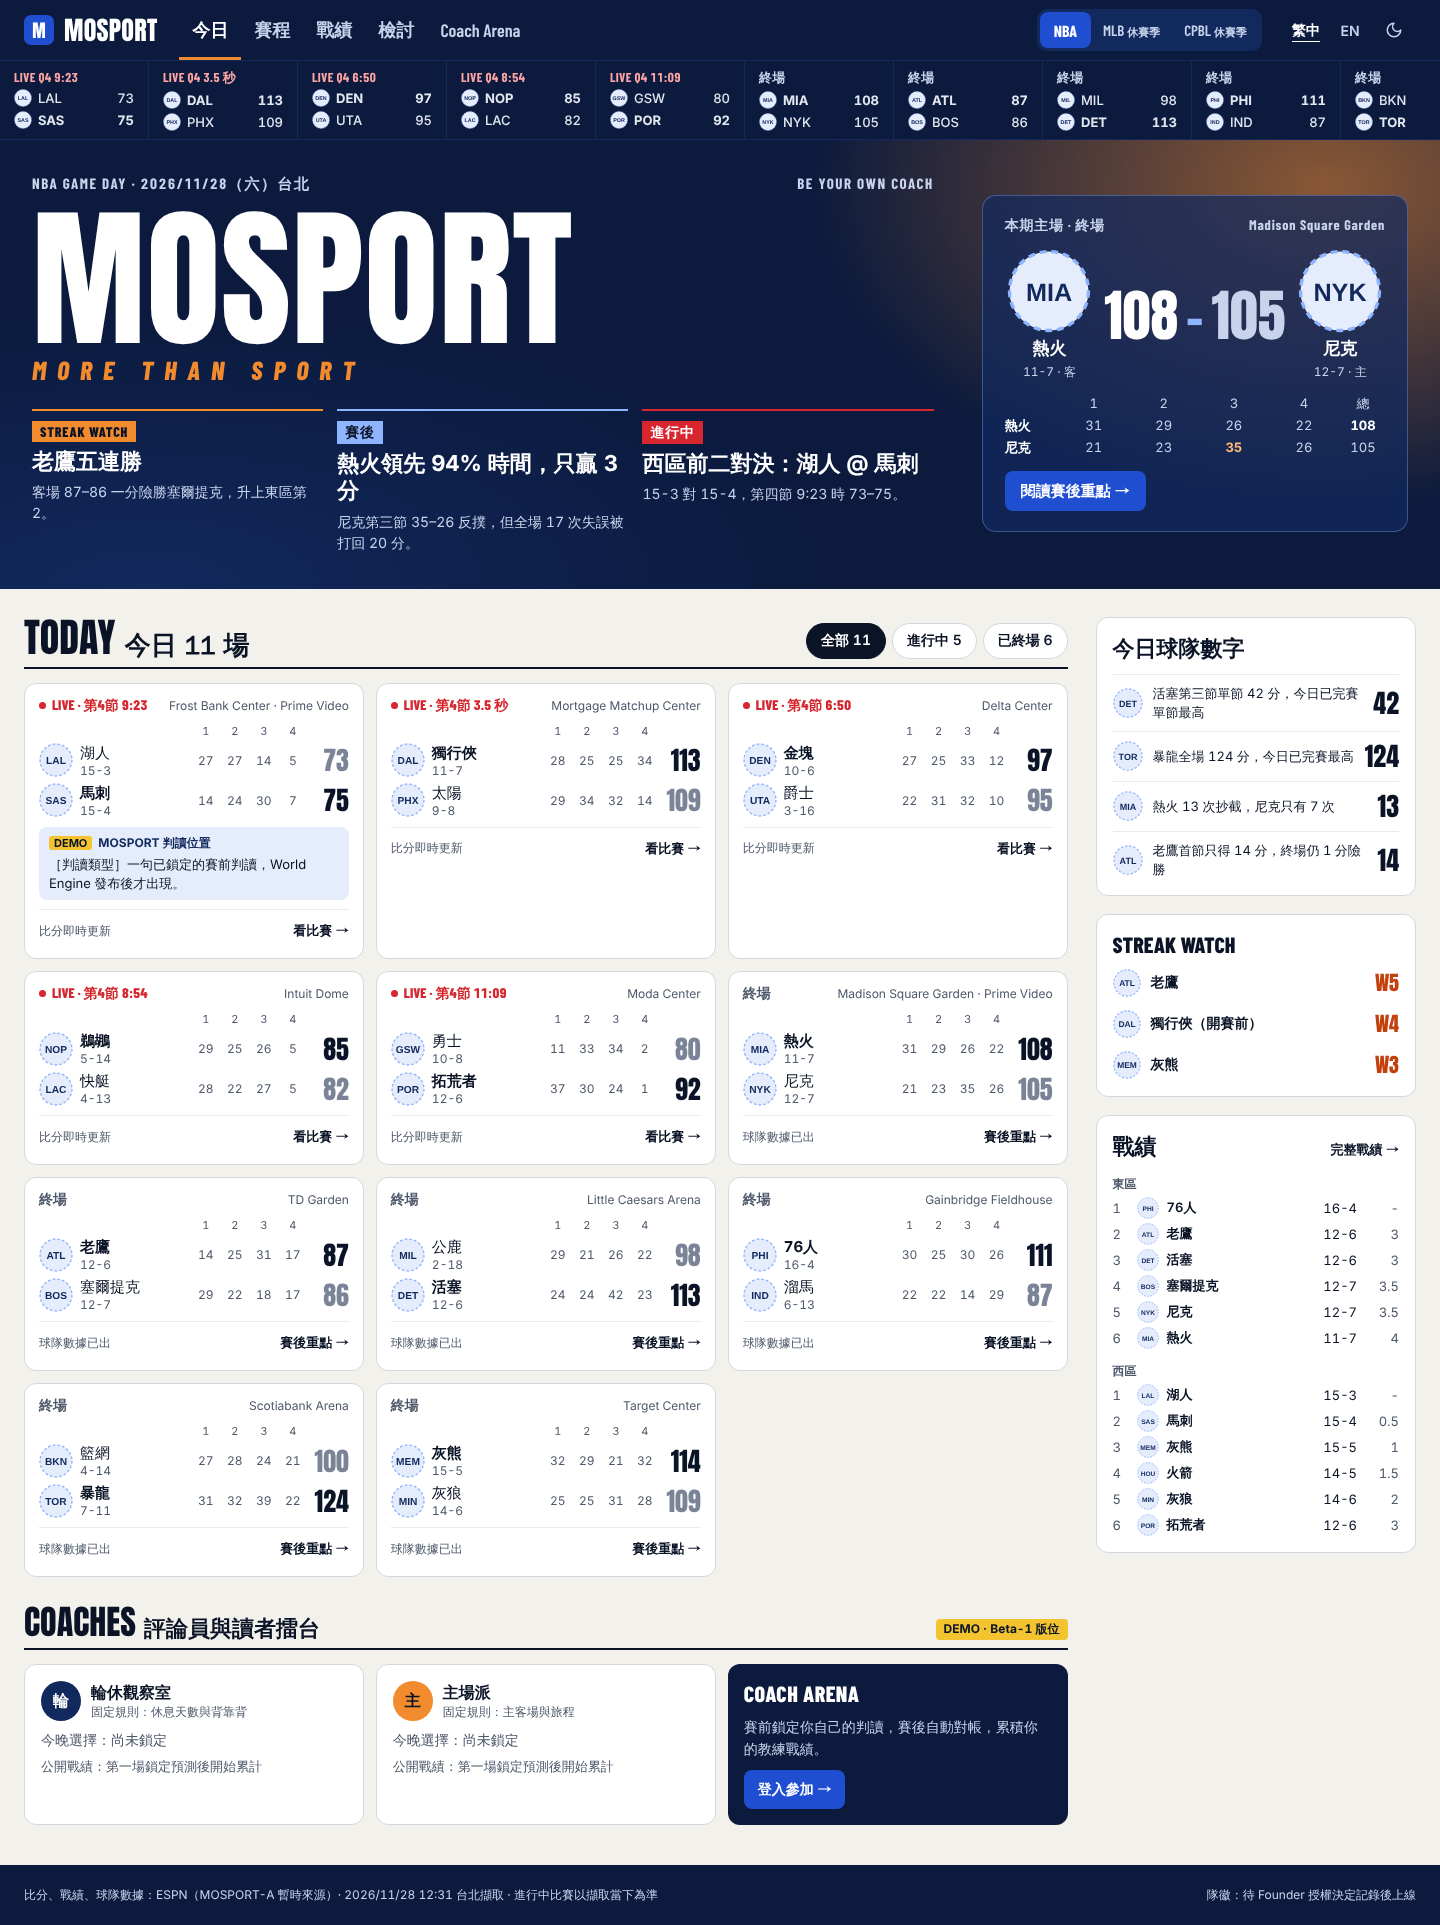 M MOSPORT 今日 賽程 戰績 檢討 Coach Arena NBA MLB 休賽季 CPBL 休賽季 繁中 EN
LIVE Q4 9:23
LAL LAL 73
SAS SAS 75
LIVE Q4 3.5 秒
DAL DAL 113
PHX PHX 109
LIVE Q4 6:50
DEN DEN 97
UTA UTA 95
LIVE Q4 8:54
NOP NOP 85
LAC LAC 82
LIVE Q4 11:09
GSW GSW 80
POR POR 92
終場
MIA MIA 108
NYK NYK 105
終場
ATL ATL 87
BOS BOS 86
終場
MIL MIL 98
DET DET 113
終場
PHI PHI 111
IND IND 87
終場
BKN BKN
TOR TOR
NBA GAME DAY · 2026/11/28（六）台北 BE YOUR OWN COACH
MOSPORT
MORE THAN SPORT
STREAK WATCH
老鷹五連勝
客場 87–86 一分險勝塞爾提克，升上東區第
2。
賽後
熱火領先 94% 時間，只贏 3
分
尼克第三節 35–26 反撲，但全場 17 次失誤被
打回 20 分。
進行中
西區前二對決：湖人 @ 馬刺
15-3 對 15-4，第四節 9:23 時 73–75。
本期主場 · 終場 Madison Square Garden
MIA 108 - 105 NYK
熱火 尼克
11-7 · 客 12-7 · 主
1 2 3 4 總
熱火 31 29 26 22 108
尼克 21 23 35 26 105
閱讀賽後重點 →
TODAY 今日 11 場 全部 11 進行中 5 已終場 6
LIVE · 第4節 9:23 Frost Bank Center · Prime Video
1 2 3 4
LAL 湖人 15-3 27 27 14 5 73
SAS 馬刺 15-4 14 24 30 7 75
DEMO MOSPORT 判讀位置
［判讀類型］一句已鎖定的賽前判讀，World
Engine 發布後才出現。
比分即時更新 看比賽 →
LIVE · 第4節 3.5 秒 Mortgage Matchup Center
1 2 3 4
DAL 獨行俠 11-7 28 25 25 34 113
PHX 太陽 9-8 29 34 32 14 109
比分即時更新 看比賽 →
LIVE · 第4節 6:50 Delta Center
1 2 3 4
DEN 金塊 10-6 27 25 33 12 97
UTA 爵士 3-16 22 31 32 10 95
比分即時更新 看比賽 →
LIVE · 第4節 8:54 Intuit Dome
1 2 3 4
NOP 鵜鶘 5-14 29 25 26 5 85
LAC 快艇 4-13 28 22 27 5 82
比分即時更新 看比賽 →
LIVE · 第4節 11:09 Moda Center
1 2 3 4
GSW 勇士 10-8 11 33 34 2 80
POR 拓荒者 12-6 37 30 24 1 92
比分即時更新 看比賽 →
終場 Madison Square Garden · Prime Video
1 2 3 4
MIA 熱火 11-7 31 29 26 22 108
NYK 尼克 12-7 21 23 35 26 105
球隊數據已出 賽後重點 →
終場 TD Garden
1 2 3 4
ATL 老鷹 12-6 14 25 31 17 87
BOS 塞爾提克 12-7 29 22 18 17 86
球隊數據已出 賽後重點 →
終場 Little Caesars Arena
1 2 3 4
MIL 公鹿 2-18 29 21 26 22 98
DET 活塞 12-6 24 24 42 23 113
球隊數據已出 賽後重點 →
終場 Gainbridge Fieldhouse
1 2 3 4
PHI 76人 16-4 30 25 30 26 111
IND 溜馬 6-13 22 22 14 29 87
球隊數據已出 賽後重點 →
終場 Scotiabank Arena
1 2 3 4
BKN 籃網 4-14 27 28 24 21 100
TOR 暴龍 7-11 31 32 39 22 124
球隊數據已出 賽後重點 →
終場 Target Center
1 2 3 4
MEM 灰熊 15-5 32 29 21 32 114
MIN 灰狼 14-6 25 25 31 28 109
球隊數據已出 賽後重點 →
今日球隊數字
DET 活塞第三節單節 42 分，今日已完賽 42
單節最高
TOR 暴龍全場 124 分，今日已完賽最高 124
MIA 熱火 13 次抄截，尼克只有 7 次 13
ATL 老鷹首節只得 14 分，終場仍 1 分險 14
勝
STREAK WATCH
ATL 老鷹 W5
DAL 獨行俠（開賽前） W4
MEM 灰熊 W3
戰績 完整戰績 →
東區
1 PHI 76人 16-4 -
2 ATL 老鷹 12-6 3
3 DET 活塞 12-6 3
4 BOS 塞爾提克 12-7 3.5
5 NYK 尼克 12-7 3.5
6 MIA 熱火 11-7 4
西區
1 LAL 湖人 15-3 -
2 SAS 馬刺 15-4 0.5
3 MEM 灰熊 15-5 1
4 HOU 火箭 14-5 1.5
5 MIN 灰狼 14-6 2
6 POR 拓荒者 12-6 3
COACHES 評論員與讀者擂台 DEMO · Beta-1 版位
輪 輪休觀察室
固定規則：休息天數與背靠背
今晚選擇：尚未鎖定
公開戰績：第一場鎖定預測後開始累計
主 主場派
固定規則：主客場與旅程
今晚選擇：尚未鎖定
公開戰績：第一場鎖定預測後開始累計
COACH ARENA
賽前鎖定你自己的判讀，賽後自動對帳，累積你
的教練戰績。
登入參加 →
比分、戰績、球隊數據：ESPN（MOSPORT-A 暫時來源）· 2026/11/28 12:31 台北擷取 · 進行中比賽以擷取當下為準 隊徽：待 Founder 授權決定記錄後上線